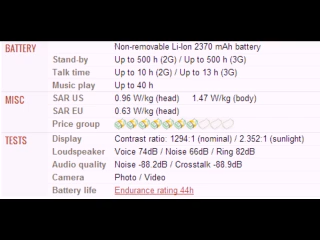 BATTERY Non-removable Li-Ion 2370 mAh battery
Stand-by Up to 500 h (2G) / Up to 500 h (3G)
Talk time Up to 10 h (2G) / Up to 13 h (3G)
Music play Up to 40 h
MISC SAR US 0.96 W/kg (head) 1.47 W/kg (body)
SAR EU 0.63 W/kg (head)
Price group
TESTS Display Contrast ratio: 1294:1 (nominal) / 2.352:1 (sunlight)
Loudspeaker Voice 74dB / Noise 66dB / Ring 82dB
Audio quality Noise -88.2dB / Crosstalk -88.9dB
Camera Photo / Video
Battery life Endurance rating 44h